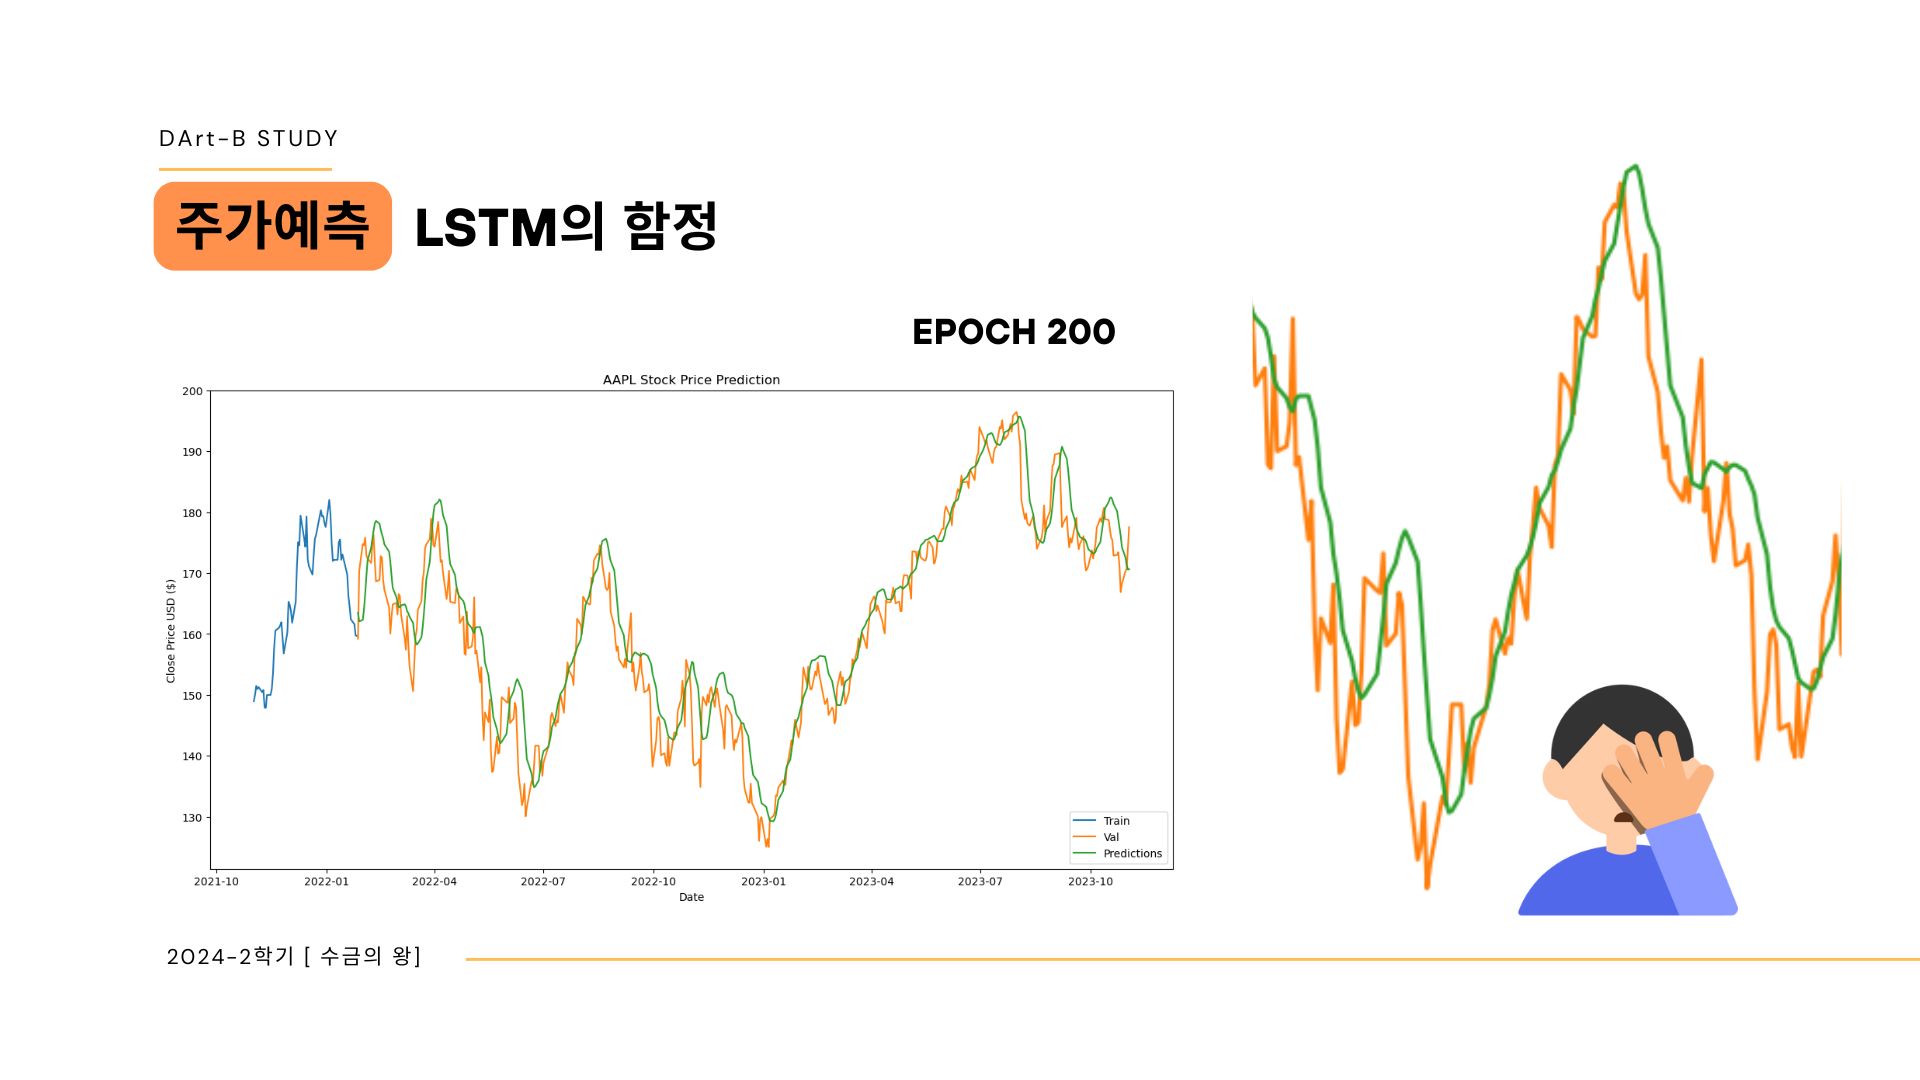 DArt-B STUDY
주가예측 LSTM의 함정
EPOCH 200
AAPL Stock Price Prediction
200
190
180
170
160
150
140
130
Close Price USD ($)
2021-10 2022-01 2022-04 2022-07 2022-10 2023-01 2023-04 2023-07 2023-10
Date
Train
Val
Predictions
2024-2학기 [ 수금의 왕]